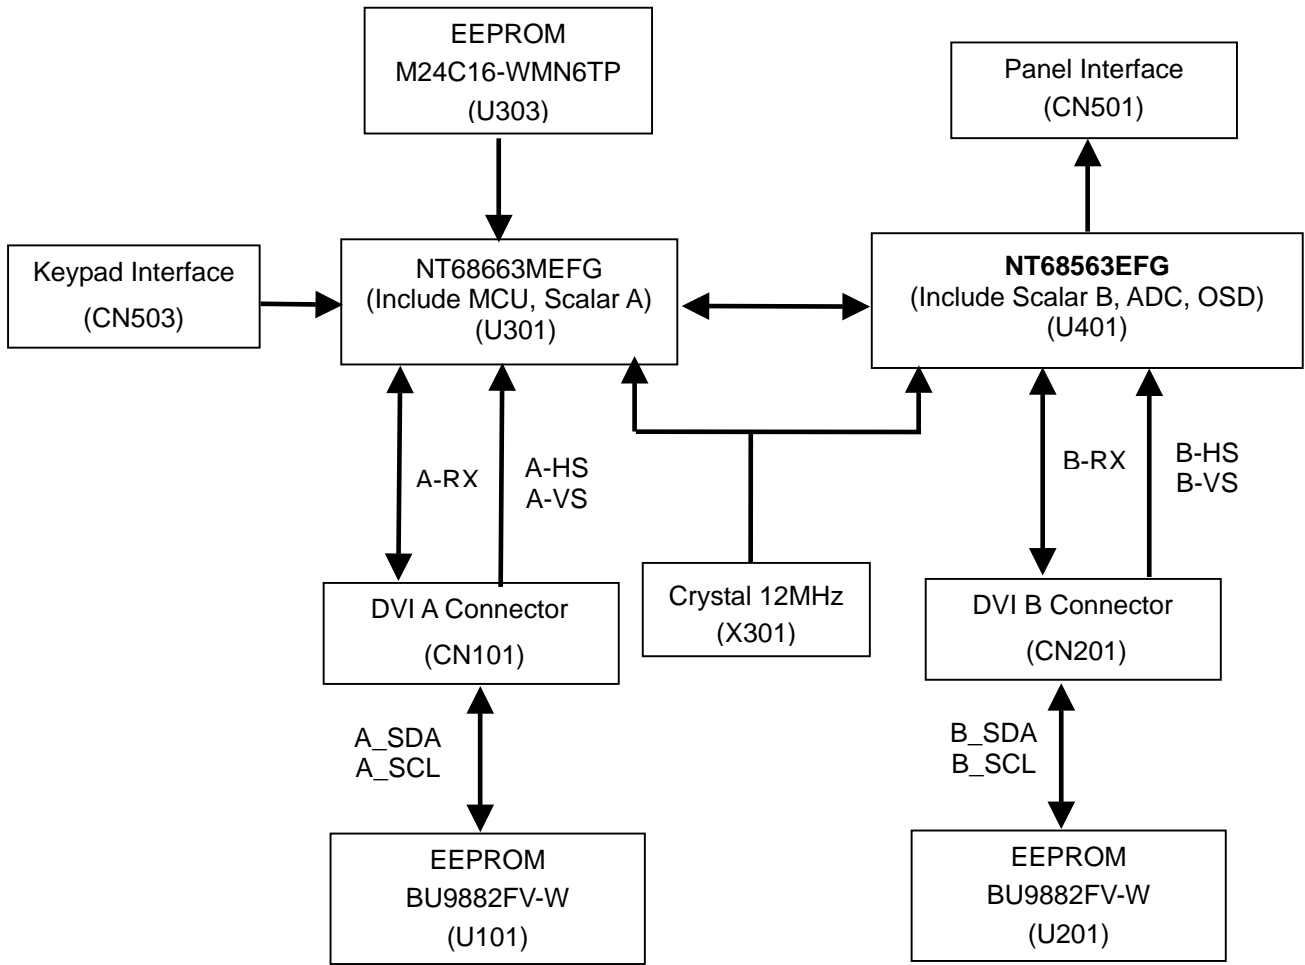 EEPROM
M24C16-WMN6TP
(U303)
Panel Interface
(CN501)
Keypad Interface
(CN503)
NT68663MEFG
(Include MCU, Scalar A)
(U301)
NT68563EFG
(Include Scalar B, ADC, OSD)
(U401)
A-RX
A-HS
A-VS
B-RX
B-HS
B-VS
DVI A Connector
(CN101)
Crystal 12MHz
(X301)
DVI B Connector
(CN201)
A_SDA
A_SCL
B_SDA
B_SCL
EEPROM
BU9882FV-W
(U101)
EEPROM
BU9882FV-W
(U201)